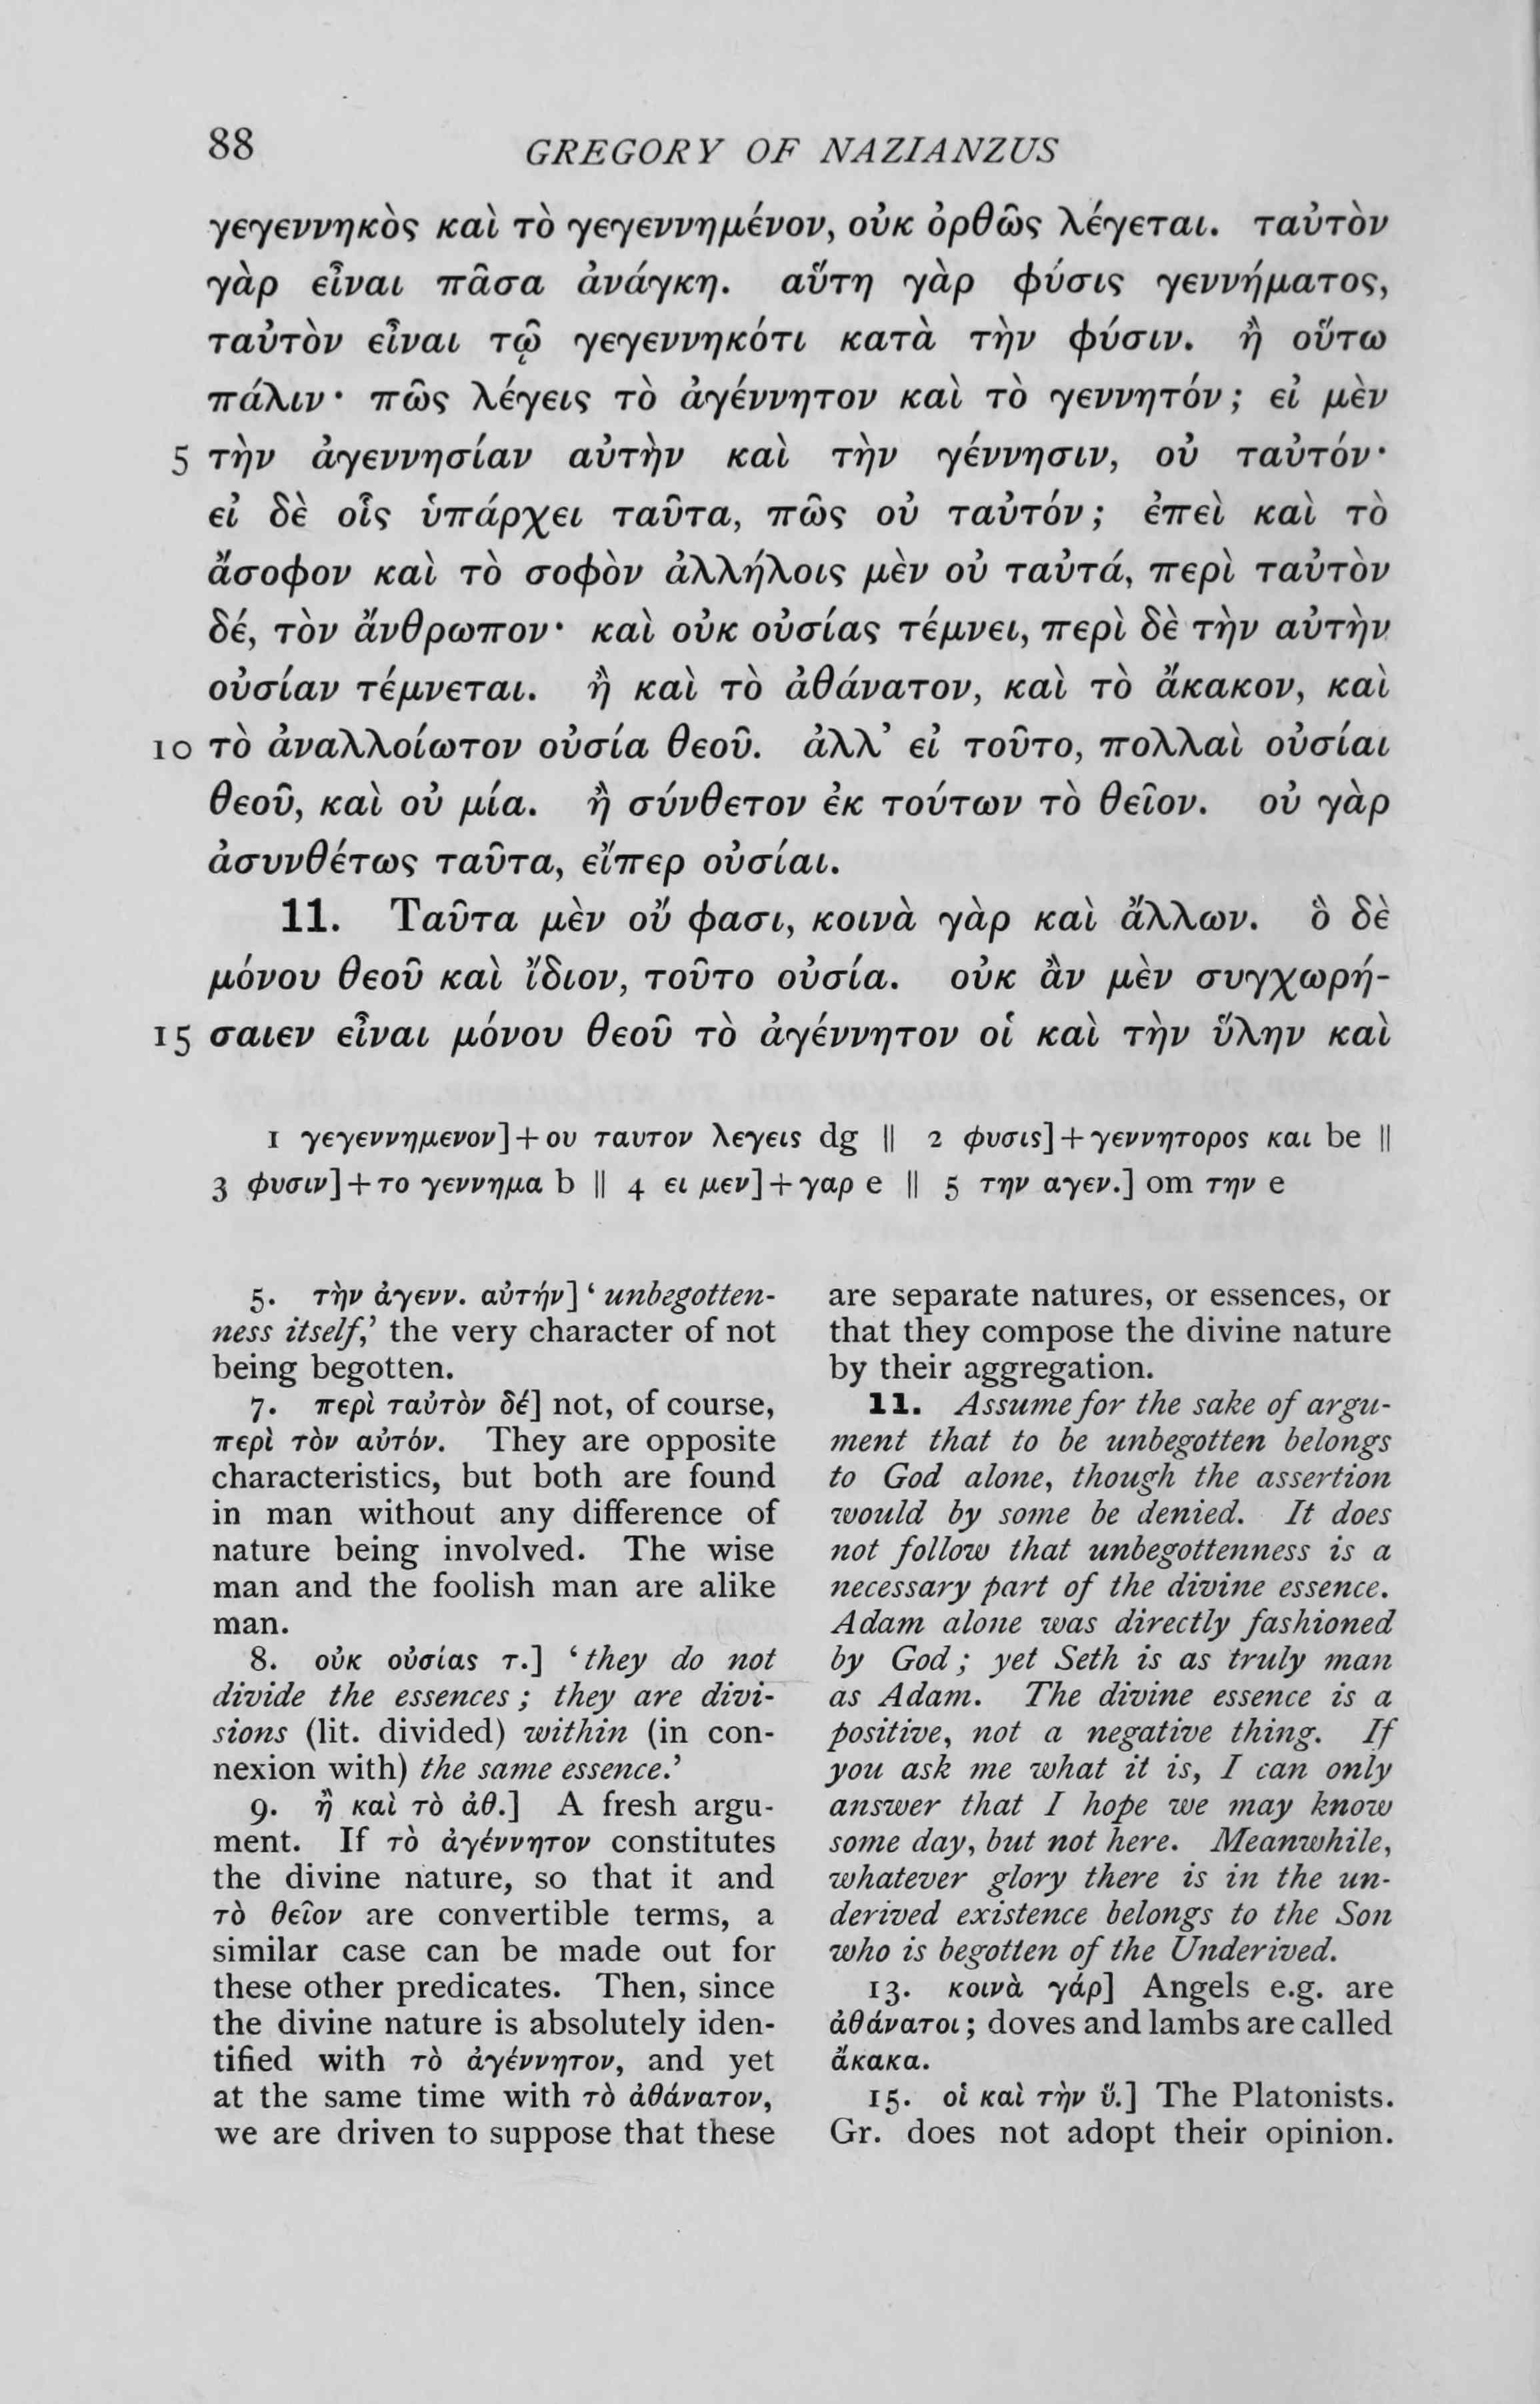 88 GREGORY OF NAZIANZUS
γεγεννηκὸς καὶ τὸ γεγεννημένον, οὐκ ὀρθῶς λέγεται. ταὐτὸν
γὰρ εἶναι πᾶσα ἀνάγκη. αὕτη γὰρ φύσις γεννήματος,
ταὐτὸν εἶναι τῷ γεγεννηκότι κατὰ τὴν φύσιν. ἢ οὕτω
πάλιν· πῶς λέγεις τὸ ἀγέννητον καὶ τὸ γεννητόν; εἰ μὲν
5 τὴν ἀγεννησίαν αὐτὴν καὶ τὴν γέννησιν, οὐ ταὐτόν·
εἰ δὲ οἷς ὑπάρχει ταῦτα, πῶς οὐ ταὐτόν; ἐπεὶ καὶ τὸ
ἄσοφον καὶ τὸ σοφὸν ἀλλήλοις μὲν οὐ ταὐτά, περὶ ταὐτὸν
δέ, τὸν ἄνθρωπον· καὶ οὐκ οὐσίας τέμνει, περὶ δὲ τὴν αὐτὴν
οὐσίαν τέμνεται. ἢ καὶ τὸ ἀθάνατον, καὶ τὸ ἄκακον, καὶ
10 τὸ ἀναλλοίωτον οὐσία θεοῦ. ἀλλ’ εἰ τοῦτο, πολλαὶ οὐσίαι
θεοῦ, καὶ οὐ μία. ἢ σύνθετον ἐκ τούτων τὸ θεῖον. οὐ γὰρ
ἀσυνθέτως ταῦτα, εἴπερ οὐσίαι.
11. Ταῦτα μὲν οὔ φασι, κοινὰ γὰρ καὶ ἄλλων. ὃ δὲ
μόνου θεοῦ καὶ ἴδιον, τοῦτο οὐσία. οὐκ ἂν μὲν συγχωρή-
15 σαιεν εἶναι μόνου θεοῦ τὸ ἀγέννητον οἱ καὶ τὴν ὕλην καὶ
1 γεγεννημενον]+ου ταυτον λεγεις dg || 2 φυσις]+γεννητορος και be ||
3 φυσιν]+το γεννημα b || 4 ει μεν]+γαρ e || 5 την αγεν.] om την e
5. τὴν ἀγενν. αὐτήν] ‘unbegotten-
ness itself,’ the very character of not
being begotten.
7. περὶ ταὐτὸν δέ] not, of course,
περὶ τὸν αὐτόν. They are opposite
characteristics, but both are found
in man without any difference of
nature being involved. The wise
man and the foolish man are alike
man.
8. οὐκ οὐσίας τ.] ‘they do not
divide the essences; they are divi-
sions (lit. divided) within (in con-
nexion with) the same essence.’
9. ἢ καὶ τὸ ἀθ.] A fresh argu-
ment. If τὸ ἀγέννητον constitutes
the divine nature, so that it and
τὸ θεῖον are convertible terms, a
similar case can be made out for
these other predicates. Then, since
the divine nature is absolutely iden-
tified with τὸ ἀγέννητον, and yet
at the same time with τὸ ἀθάνατον,
we are driven to suppose that these
are separate natures, or essences, or
that they compose the divine nature
by their aggregation.
11. Assume for the sake of argu-
ment that to be unbegotten belongs
to God alone, though the assertion
would by some be denied. It does
not follow that unbegottenness is a
necessary part of the divine essence.
Adam alone was directly fashioned
by God; yet Seth is as truly man
as Adam. The divine essence is a
positive, not a negative thing. If
you ask me what it is, I can only
answer that I hope we may know
some day, but not here. Meanwhile,
whatever glory there is in the un-
derived existence belongs to the Son
who is begotten of the Underived.
13. κοινὰ γάρ] Angels e.g. are
ἀθάνατοι; doves and lambs are called
ἄκακα.
15. οἱ καὶ τὴν ὕ.] The Platonists.
Gr. does not adopt their opinion.